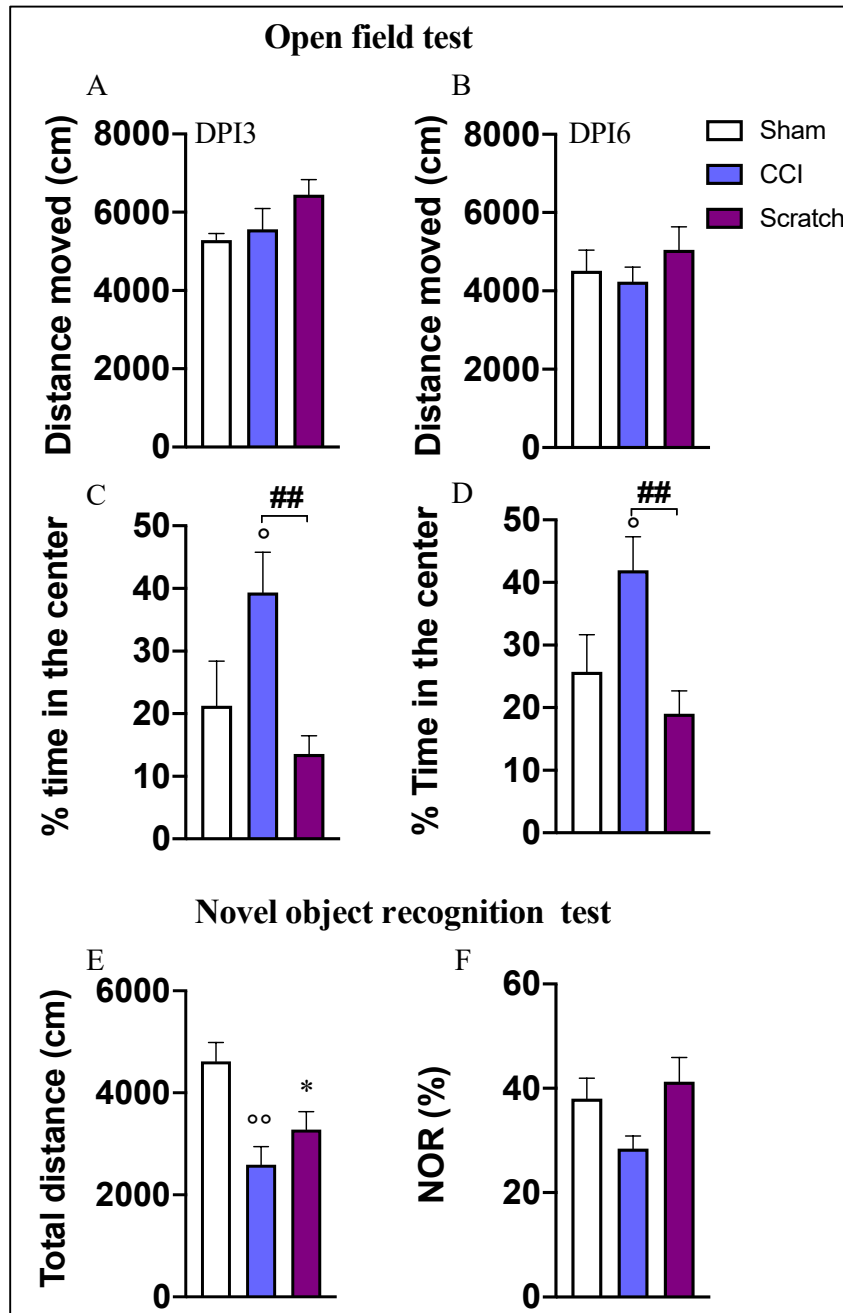 Open field test
A
DPI3
Distance moved (cm)
8000
6000
4000
2000
0
B
DPI6
Distance moved (cm)
8000
6000
4000
2000
0
Sham
CCI
Scratch
C
% time in the center
50
40
30
20
10
0
°
##
D
% Time in the center
50
40
30
20
10
0
°
##
Novel object recognition test
E
Total distance (cm)
6000
4000
2000
0
°°
*
F
NOR (%)
60
40
20
0